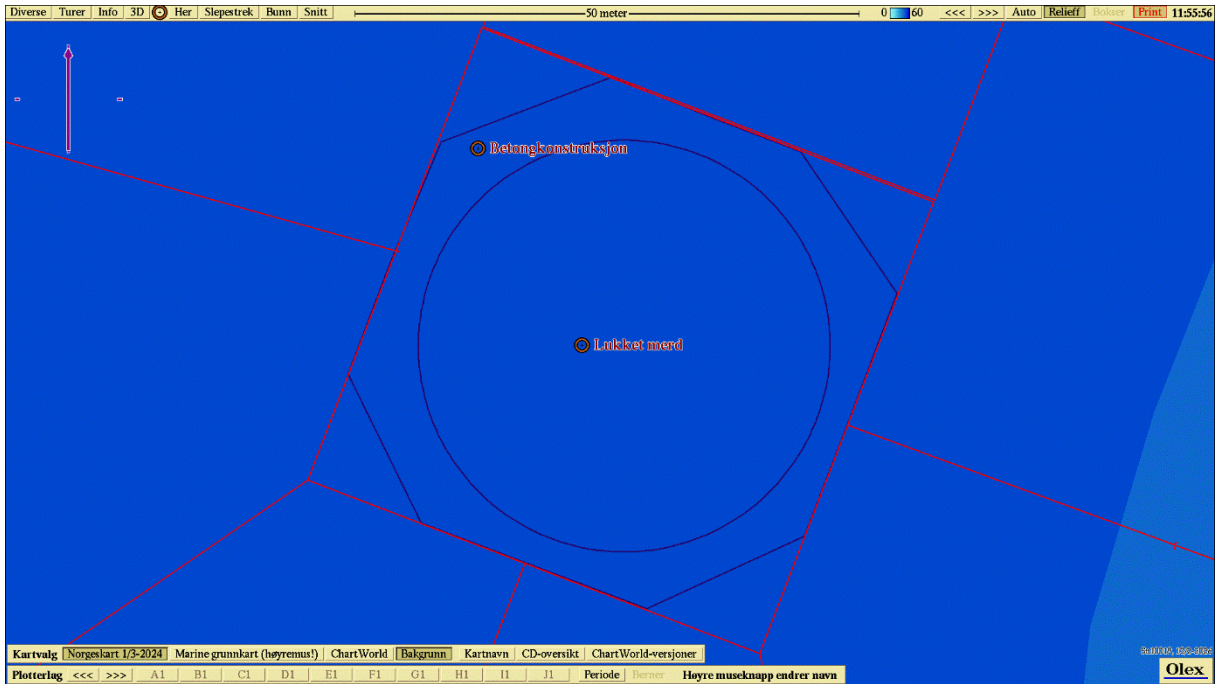 Diverse Turer Info 3D Her Slepestrek Bunn Snitt 50 meter 0 60 <<< >>> Auto Relieff Bokser Print 11:55:56
Betongkonstruksjon
Lukket merd
Kartvalg Norgeskart 1/3-2024 Marine grunnkart (høyremus!) ChartWorld Bakgrunn Kartnavn CD-oversikt ChartWorld-versjoner
Plotterlag <<< >>> A1 B1 C1 D1 E1 F1 G1 H1 I1 J1 Periode Berner Høyre museknapp endrer navn
Olex